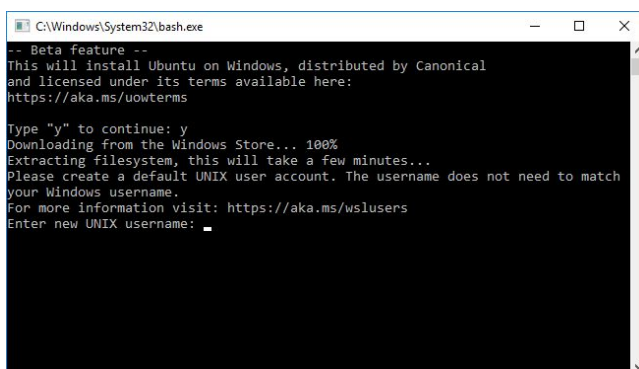 C:\Windows\System32\bash.exe
-- Beta feature --
This will install Ubuntu on Windows, distributed by Canonical
and licensed under its terms available here:
https://aka.ms/uowterms
Type "y" to continue: y
Downloading from the Windows Store... 100%
Extracting filesystem, this will take a few minutes...
Please create a default UNIX user account. The username does not need to match
your Windows username.
For more information visit: https://aka.ms/wslusers
Enter new UNIX username: